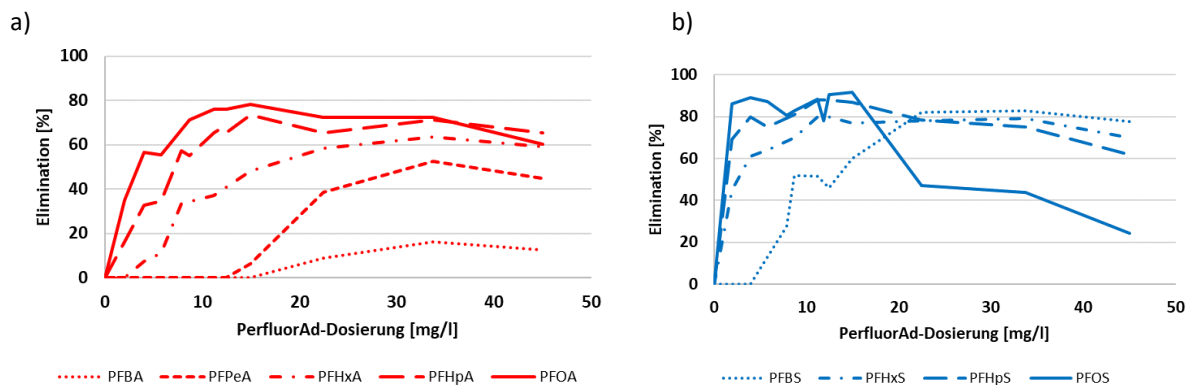 a)
100
80
60
40
20
0
Elimination [%]
0 10 20 30 40 50
PerfluorAd-Dosierung [mg/l]
PFBA PFPeA PFHxA PFHpA PFOA
b)
100
80
60
40
20
0
Elimination [%]
0 10 20 30 40 50
PerfluorAd-Dosierung [mg/l]
PFBS PFHxS PFHpS PFOS